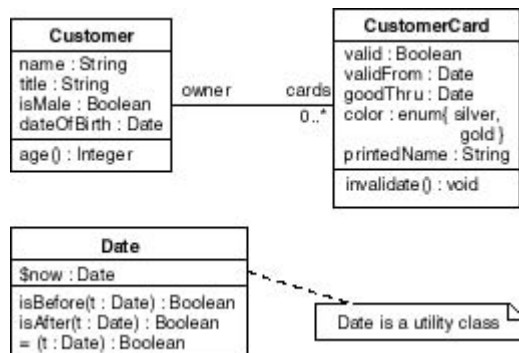 Customer
name : String
title : String
isMale : Boolean
dateOfBirth : Date
age() : Integer
owner
cards
0..*
CustomerCard
valid : Boolean
validFrom : Date
goodThru : Date
color : enum{ silver,
gold }
printedName : String
invalidate() : void
Date
$now : Date
isBefore(t : Date) : Boolean
isAfter(t : Date) : Boolean
= (t : Date) : Boolean
Date is a utility class